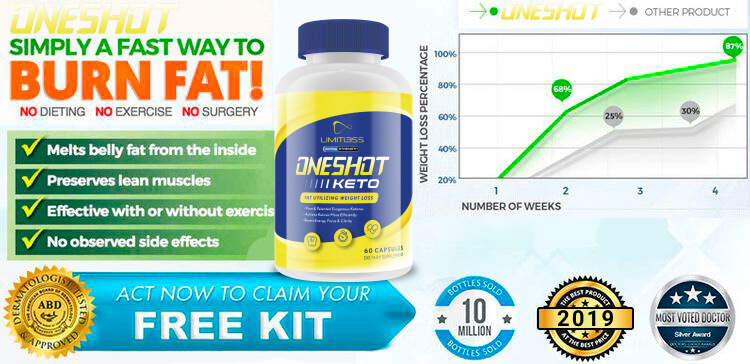 ONESHOT
SIMPLY A FAST WAY TO
BURN FAT!
NO DIETING NO EXERCISE NO SURGERY
Melts belly fat from the inside
Preserves lean muscles
Effective with or without exercis
No observed side effects
DERMATOLOGIST TESTED
ABD
& APPROVED
ACT NOW TO CLAIM YOUR
FREE KIT
LIMITLESS
ONESHOT
KETO
FAT UTILIZING WEIGHT LOSS
60 CAPSULES
DIETARY SUPPLEMENT
ONESHOT
OTHER PRODUCT
WEIGHT LOSS PERCENTAGE
100%
80%
60%
40%
20%
68%
25%
30%
87%
1 2 3 4
NUMBER OF WEEKS
BOTTLES SOLD
10
MILLION
BOTTLES SOLD
THE BEST PRODUCT
2019
AT THE BEST PRICE
MOST VOTED DOCTOR
Silver Award